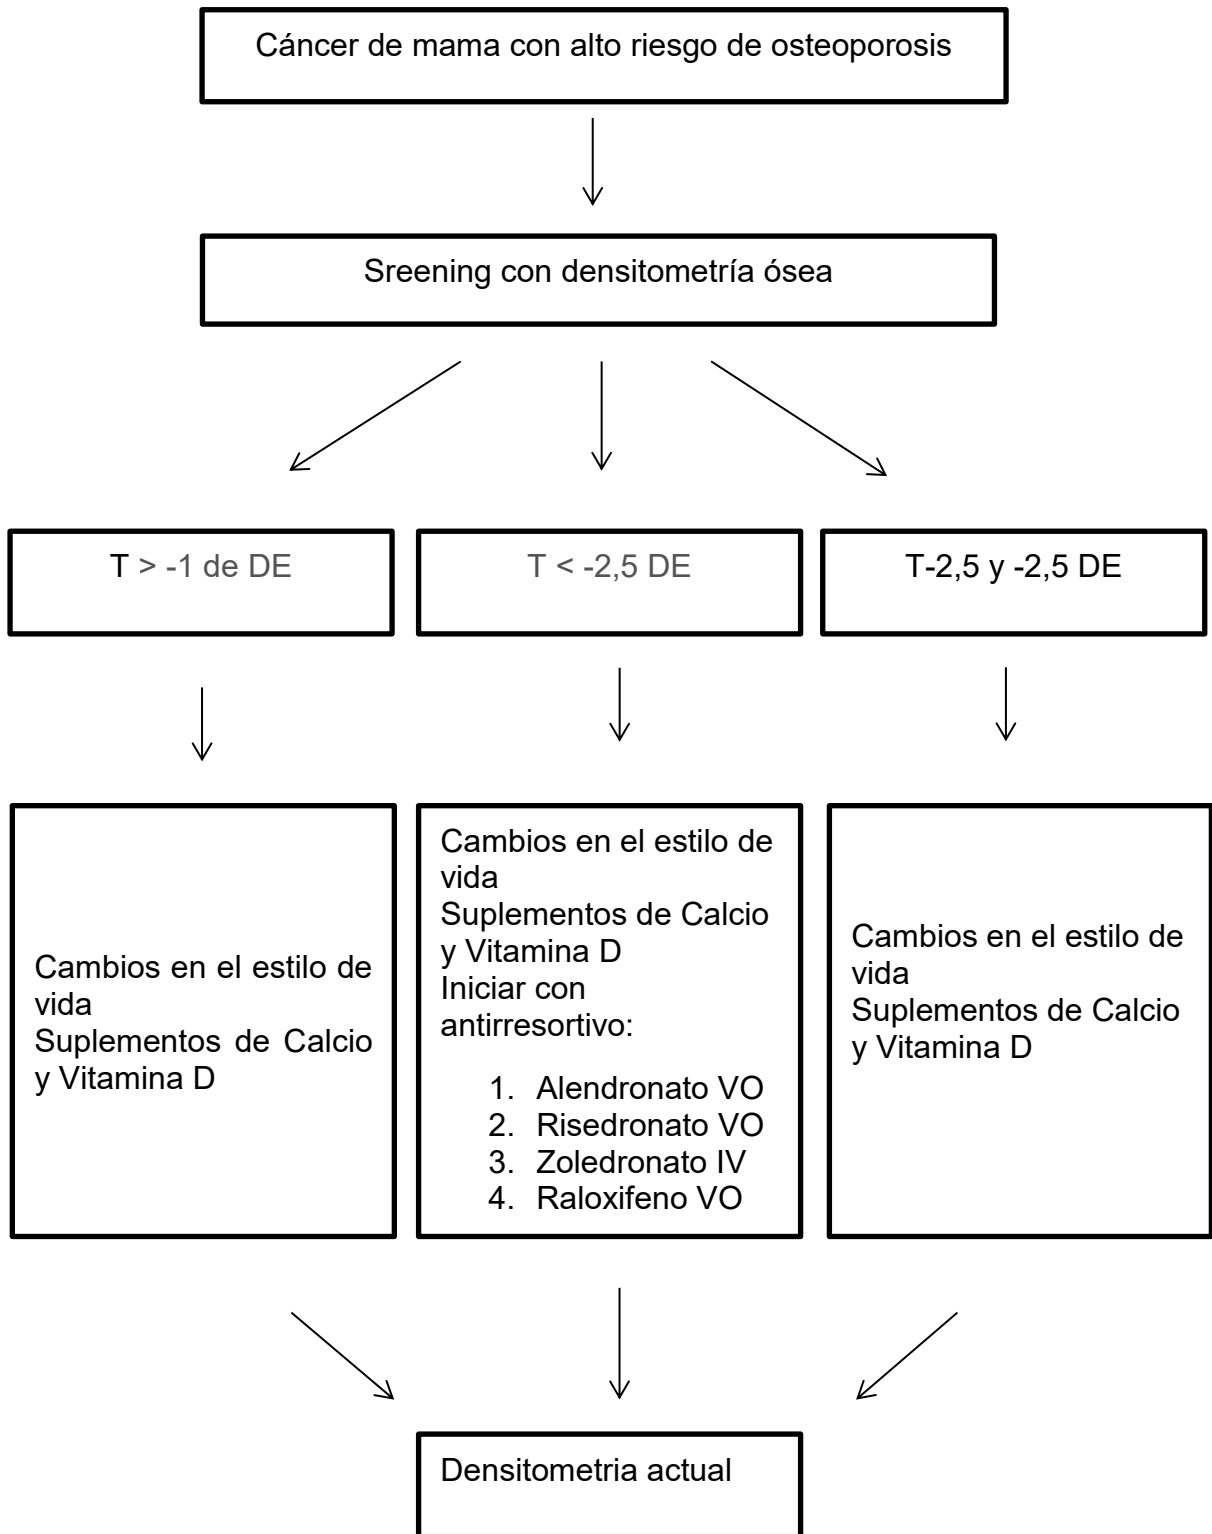 Cáncer de mama con alto riesgo de osteoporosis
Sreening con densitometría ósea
T > -1 de DE
T < -2,5 DE
T-2,5 y -2,5 DE
Cambios en el estilo de
vida
Suplementos de Calcio
y Vitamina D
Cambios en el estilo de
vida
Suplementos de Calcio
y Vitamina D
Iniciar con
antirresortivo:
1. Alendronato VO
2. Risedronato VO
3. Zoledronato IV
4. Raloxifeno VO
Cambios en el estilo de
vida
Suplementos de Calcio
y Vitamina D
Densitometria actual